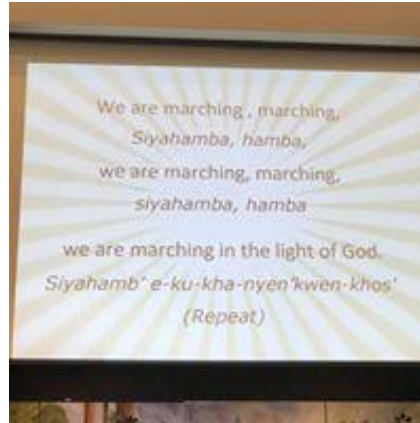 We are marching , marching,
Siyahamba, hamba,
we are marching, marching,
siyahamba, hamba
we are marching in the light of God.
Siyahamb' e-ku-kha-nyen'kwen-khos'
(Repeat)